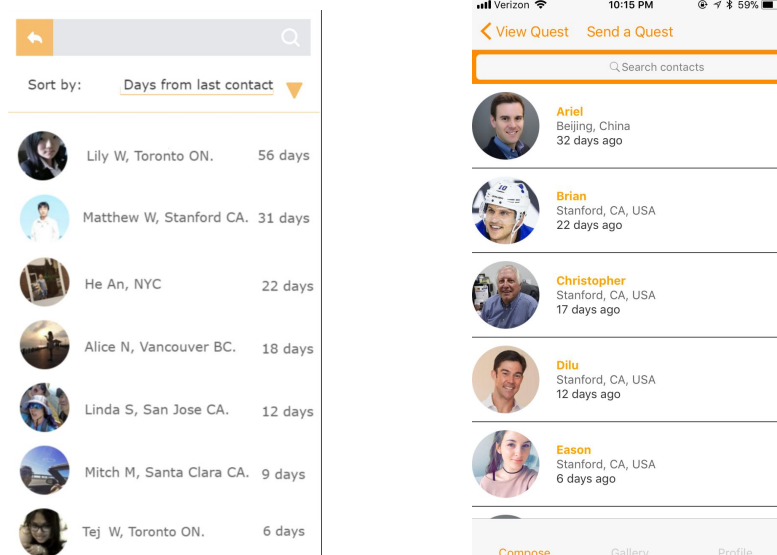 Sort by: Days from last contact
Lily W, Toronto ON. 56 days
Matthew W, Stanford CA. 31 days
He An, NYC 22 days
Alice N, Vancouver BC. 18 days
Linda S, San Jose CA. 12 days
Mitch M, Santa Clara CA. 9 days
Tej W, Toronto ON. 6 days
Verizon 10:15 PM 59%
View Quest Send a Quest
Search contacts
Ariel
Beijing, China
32 days ago
Brian
Stanford, CA, USA
22 days ago
Christopher
Stanford, CA, USA
17 days ago
Dilu
Stanford, CA, USA
12 days ago
Eason
Stanford, CA, USA
6 days ago
Compose Gallery Profile